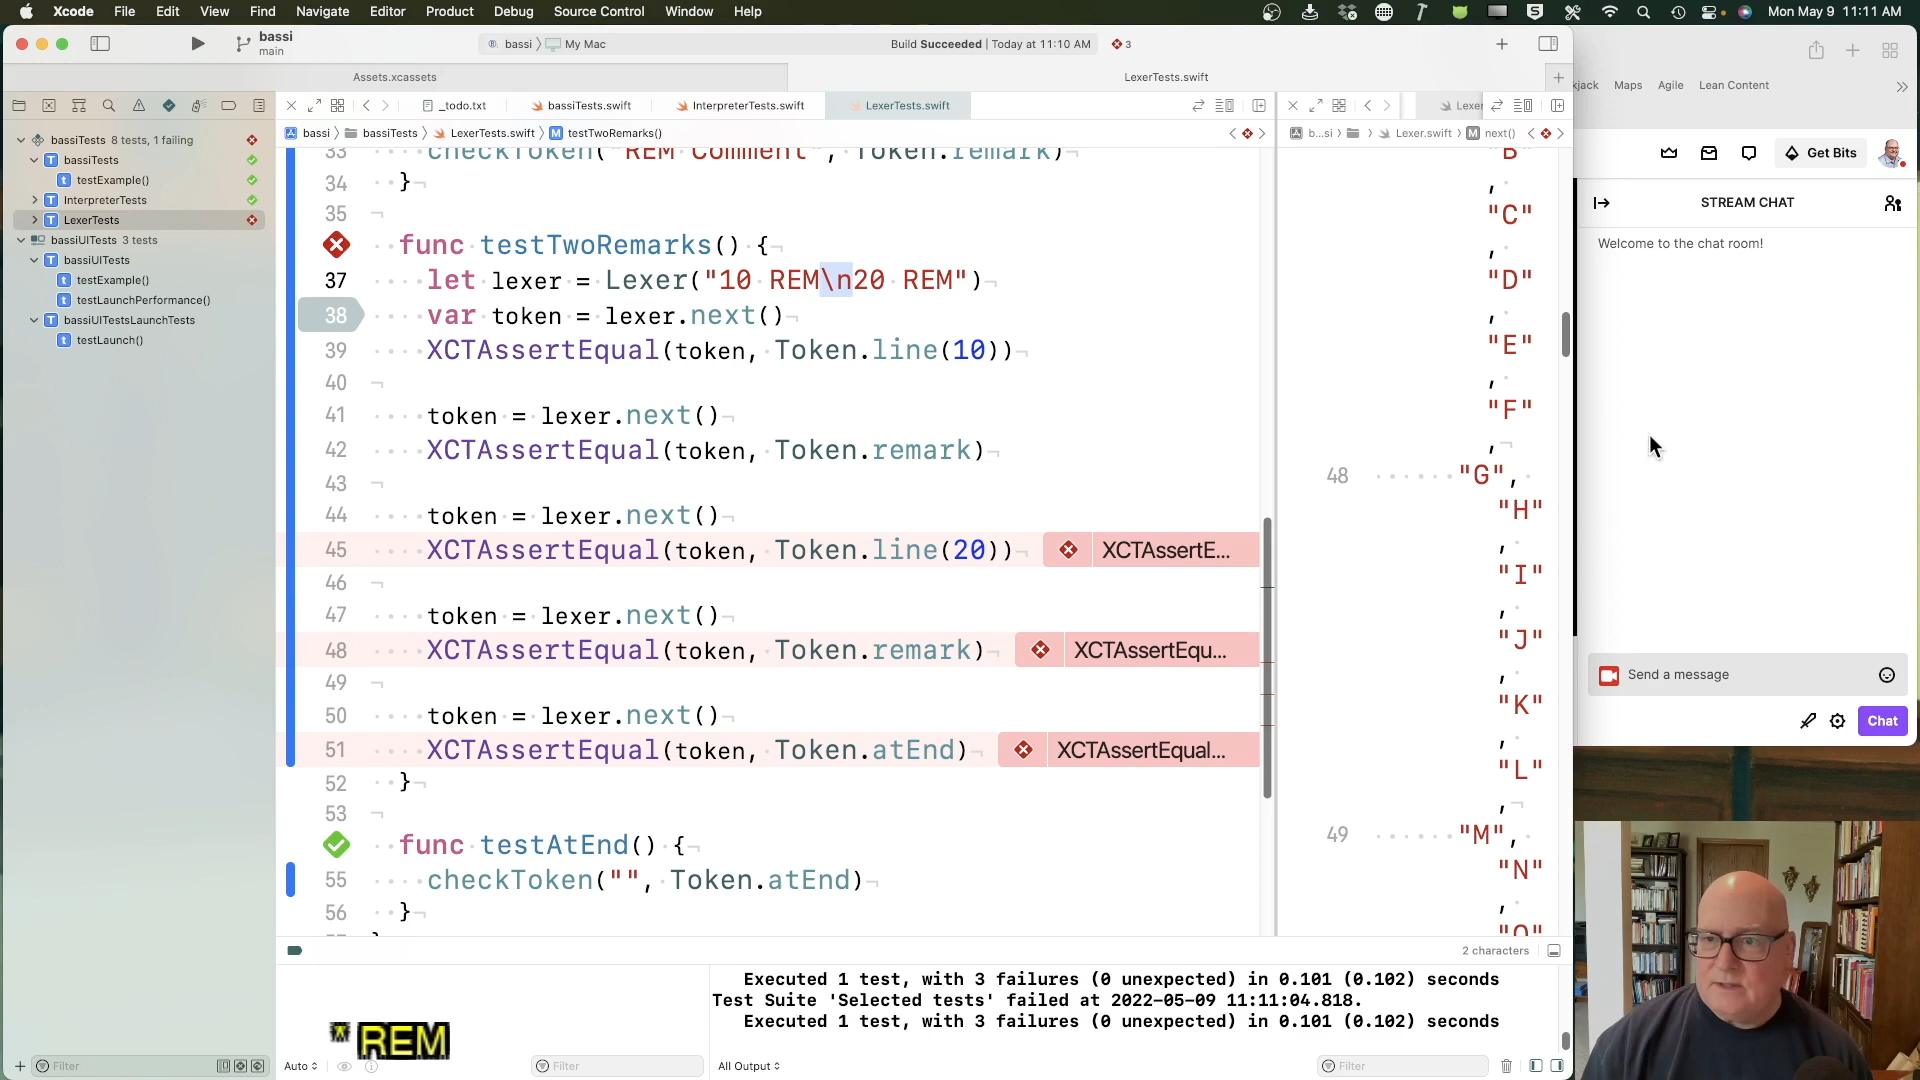 Xcode File Edit View Find Navigate Editor Product Debug Source Control Window Help Mon May 9 11:11 AM
bassi
main
bassi 〉 My Mac
Build Succeeded | Today at 11:10 AM
3
Assets.xcassets
LexerTests.swift
_todo.txt
bassiTests.swift
InterpreterTests.swift
LexerTests.swift
bassi 〉 bassiTests 〉 LexerTests.swift 〉 M testTwoRemarks()
bassiTests 8 tests, 1 failing
T bassiTests
t testExample()
T InterpreterTests
T LexerTests
bassiUITests 3 tests
T bassiUITests
t testExample()
t testLaunchPerformance()
T bassiUITestsLaunchTests
t testLaunch()
33 checkToken("REM Comment", Token.remark)
34 }
35
func testTwoRemarks() {
37 let lexer = Lexer("10 REM\n20 REM")
38 var token = lexer.next()
39 XCTAssertEqual(token, Token.line(10))
40
41 token = lexer.next()
42 XCTAssertEqual(token, Token.remark)
43
44 token = lexer.next()
45 XCTAssertEqual(token, Token.line(20)) XCTAssertE...
46
47 token = lexer.next()
48 XCTAssertEqual(token, Token.remark) XCTAssertEqu...
49
50 token = lexer.next()
51 XCTAssertEqual(token, Token.atEnd) XCTAssertEqual...
52 }
53
func testAtEnd() {
55 checkToken("", Token.atEnd)
56 }
Lexer
b...si 〉 Lexer.swift 〉 M next()
"B"
,
"C"
,
"D"
,
"E"
,
"F"
,
48 "G",
"H"
,
"I"
,
"J"
,
"K"
,
"L"
,
49 "M",
"N"
,
2 characters
Executed 1 test, with 3 failures (0 unexpected) in 0.101 (0.102) seconds
Test Suite 'Selected tests' failed at 2022-05-09 11:11:04.818.
Executed 1 test, with 3 failures (0 unexpected) in 0.101 (0.102) seconds
* REM
Filter
Auto
Filter
All Output
Filter
Maps Agile Lean Content
Get Bits
STREAM CHAT
Welcome to the chat room!
Send a message
Chat